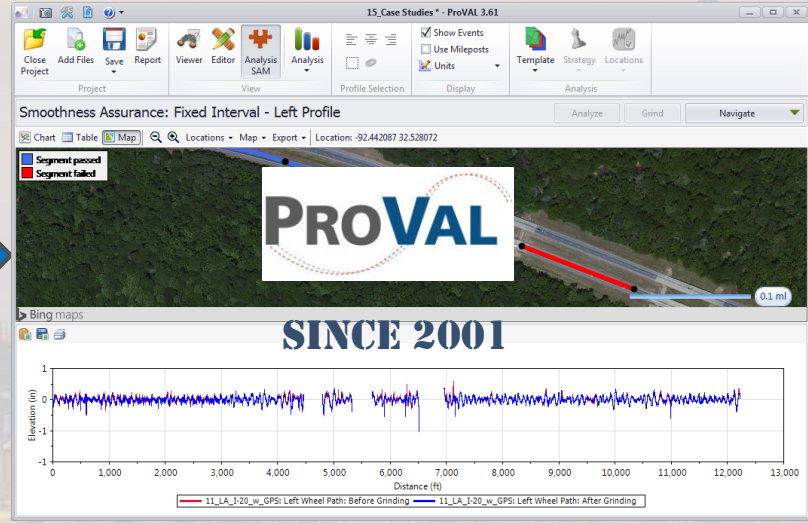 15_Case Studies * - ProVAL 3.61
Close Project
Add Files
Save
Report
Viewer
Editor
Analysis SAM
Analysis
Show Events
Use Mileposts
Units
Template
Strategy
Locations
Project
View
Profile Selection
Display
Analysis
Smoothness Assurance: Fixed Interval - Left Profile
Analyze
Grind
Navigate
Chart Table Map Locations Map Export Location: -92.442087 32.528072
Segment passed
Segment failed
PROVAL
0.1 mi
Bing maps
SINCE 2001
Elevation (in)
1
0
-1
-1
0 1,000 2,000 3,000 4,000 5,000 6,000 7,000 8,000 9,000 10,000 11,000 12,000 13,000
Distance (ft)
11_LA_I-20_w_GPS: Left Wheel Path: Before Grinding 11_LA_I-20_w_GPS: Left Wheel Path: After Grinding